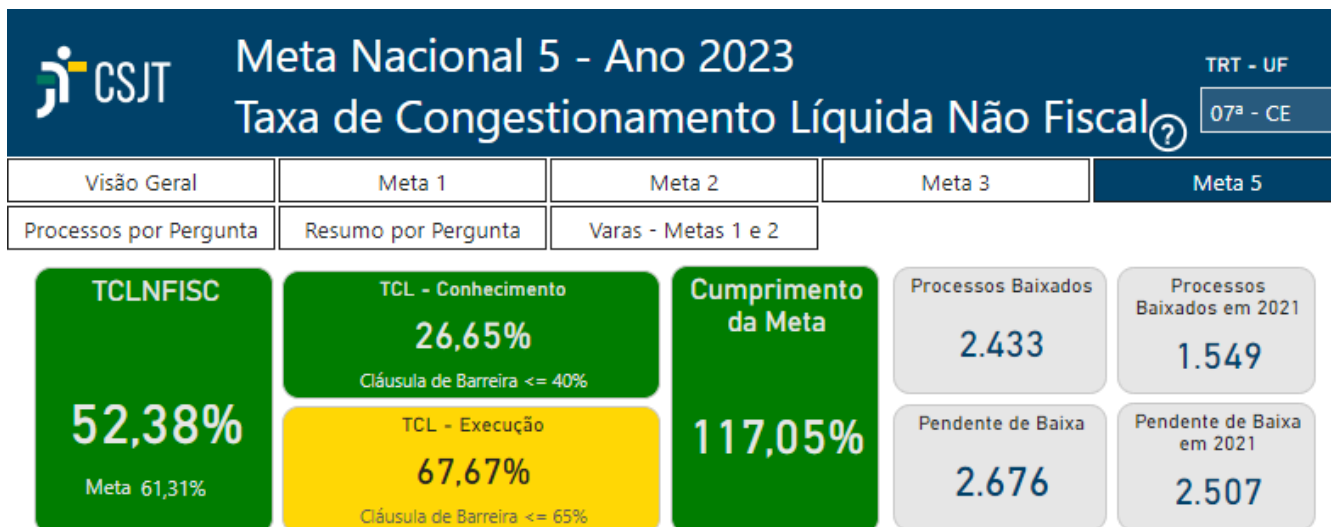 CSJT
Meta Nacional 5 - Ano 2023
Taxa de Congestionamento Líquida Não Fiscal ?
TRT - UF
07ª - CE
Visão Geral
Meta 1
Meta 2
Meta 3
Meta 5
Processos por Pergunta
Resumo por Pergunta
Varas - Metas 1 e 2
TCLNFISC
52,38%
Meta 61,31%
TCL - Conhecimento
26,65%
Cláusula de Barreira <= 40%
TCL - Execução
67,67%
Cláusula de Barreira <= 65%
Cumprimento
da Meta
117,05%
Processos Baixados
2.433
Processos
Baixados em 2021
1.549
Pendente de Baixa
2.676
Pendente de Baixa
em 2021
2.507